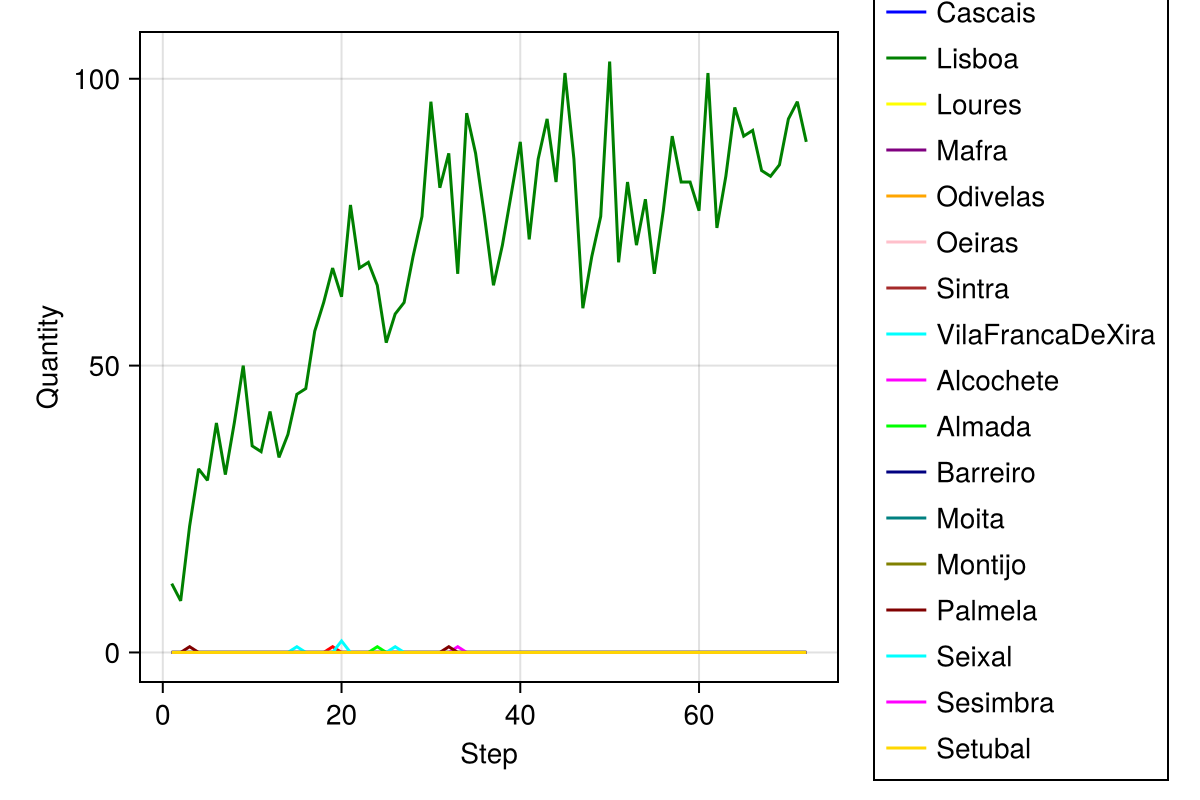 100
50
0
0
20
40
60
Quantity
Step
Cascais
Lisboa
Loures
Mafra
Odivelas
Oeiras
Sintra
VilaFrancaDeXira
Alcochete
Almada
Barreiro
Moita
Montijo
Palmela
Seixal
Sesimbra
Setubal